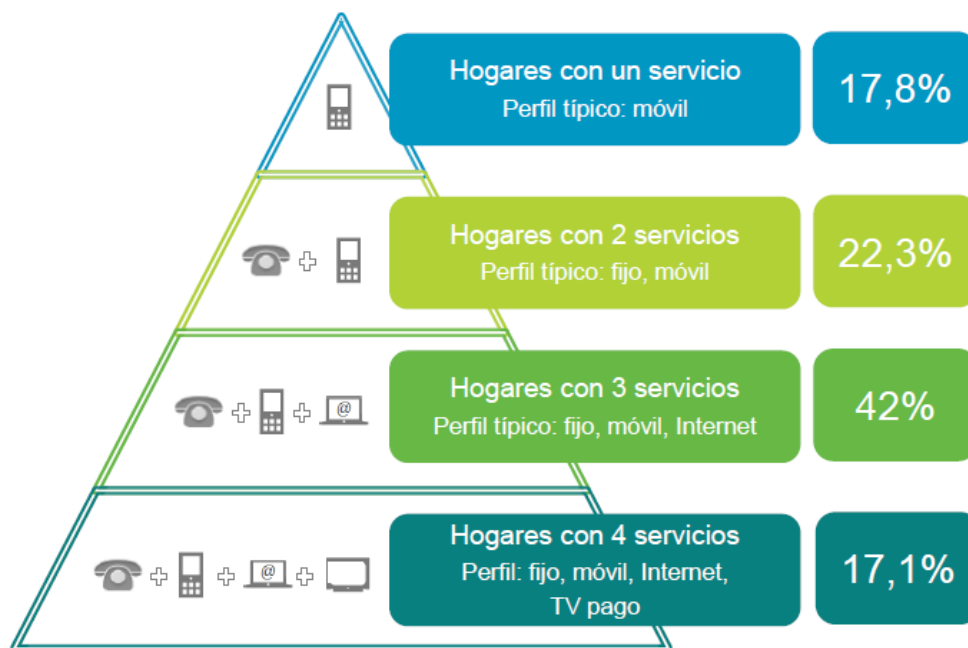 Hogares con un servicio
Perfil típico: móvil
17,8%
Hogares con 2 servicios
Perfil típico: fijo, móvil
22,3%
Hogares con 3 servicios
Perfil típico: fijo, móvil, Internet
42%
@
Hogares con 4 servicios
Perfil: fijo, móvil, Internet,
TV pago
17,1%
@